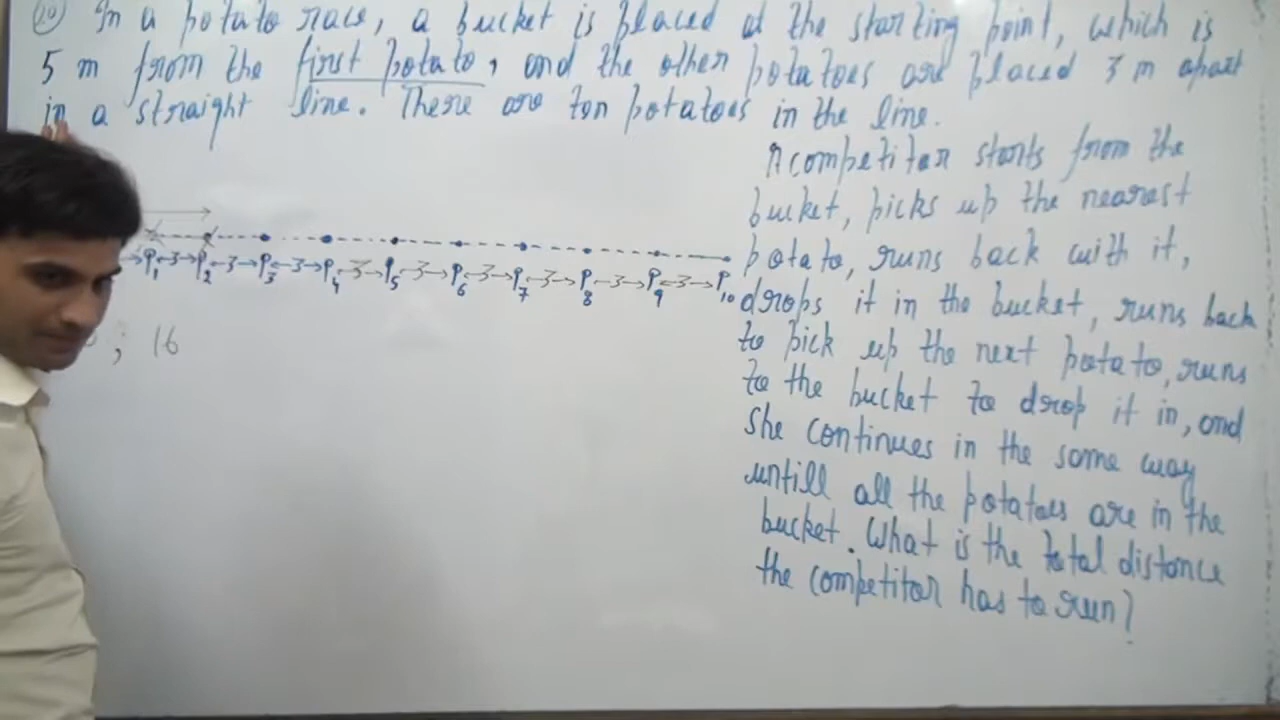 (20) In a potato race, a bucket is placed at the starting point, which is
5 m from the first potato, and the other potatoes are placed 3 m apart
in a straight line. There are ten potatoes in the line.
A competitor starts from the
bucket, picks up the nearest
potato, runs back with it,
drops it in the bucket, runs back
to pick up the next potato, runs
to the bucket to drop it in, and
she continues in the same way
untill all the potatoes are in the
bucket. What is the total distance
the competitor has to run?
P1 3 P2 3 P3 3 P4 3 P5 3 P6 3 P7 3 P8 3 P9 3 P10
; 16